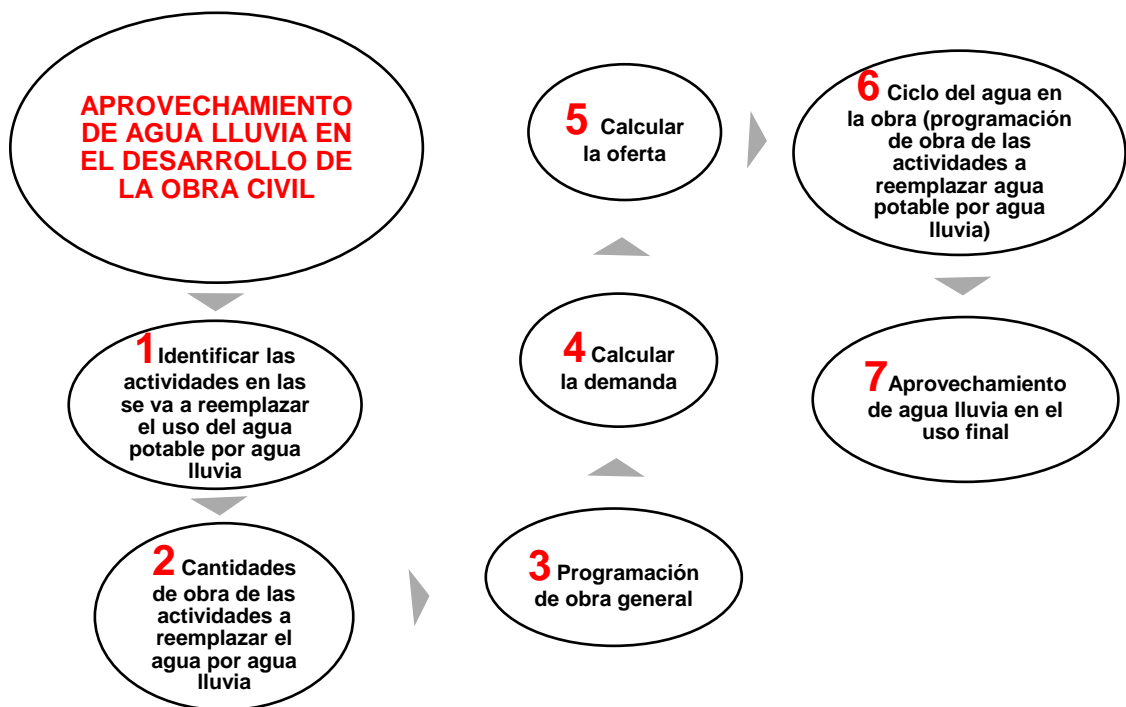 APROVECHAMIENTO
DE AGUA LLUVIA EN
EL DESARROLLO DE
LA OBRA CIVIL
1 Identificar las
actividades en las
se va a reemplazar
el uso del agua
potable por agua
lluvia
2 Cantidades
de obra de las
actividades a
reemplazar el
agua por agua
lluvia
3 Programación
de obra general
4 Calcular
la demanda
5 Calcular
la oferta
6 Ciclo del agua en
la obra (programación
de obra de las
actividades a
reemplazar agua
potable por agua
lluvia)
7 Aprovechamiento
de agua lluvia en el
uso final